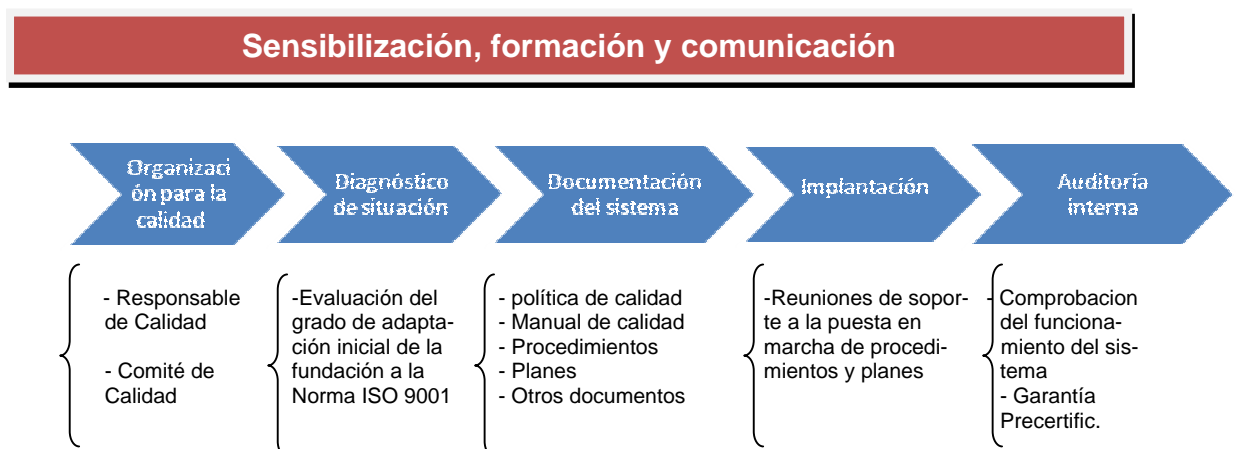 Sensibilización, formación y comunicación
Organizaci
ón para la
calidad
Diagnóstico
de situación
Documentación
del sistema
Implantación
Auditoría
interna
- Responsable
de Calidad
- Comité de
Calidad
-Evaluación del
grado de adapta-
ción inicial de la
fundación a la
Norma ISO 9001
- política de calidad
- Manual de calidad
- Procedimientos
- Planes
- Otros documentos
-Reuniones de sopor-
te a la puesta en
marcha de procedi-
mientos y planes
- Comprobacion
del funciona-
miento del sis-
tema
- Garantía
Precertific.